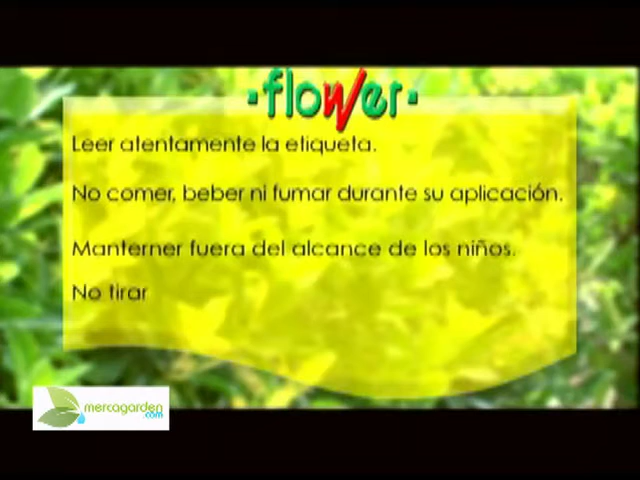 -flower-
Leer atentamente la etiqueta.
No comer, beber ni fumar durante su aplicación.
Manterner fuera del alcance de los niños.
No tirar
mercagarden
.com